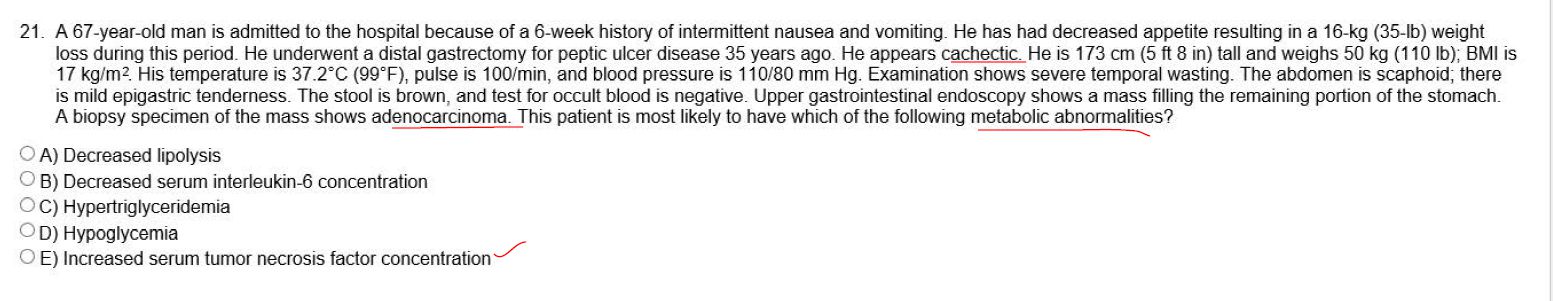 21. A 67-year-old man is admitted to the hospital because of a 6-week history of intermittent nausea and vomiting. He has had decreased appetite resulting in a 16-kg (35-lb) weight
loss during this period. He underwent a distal gastrectomy for peptic ulcer disease 35 years ago. He appears cachectic. He is 173 cm (5 ft 8 in) tall and weighs 50 kg (110 lb); BMI is
17 kg/m². His temperature is 37.2°C (99°F), pulse is 100/min, and blood pressure is 110/80 mm Hg. Examination shows severe temporal wasting. The abdomen is scaphoid; there
is mild epigastric tenderness. The stool is brown, and test for occult blood is negative. Upper gastrointestinal endoscopy shows a mass filling the remaining portion of the stomach.
A biopsy specimen of the mass shows adenocarcinoma. This patient is most likely to have which of the following metabolic abnormalities?
A) Decreased lipolysis
B) Decreased serum interleukin-6 concentration
C) Hypertriglyceridemia
D) Hypoglycemia
E) Increased serum tumor necrosis factor concentration